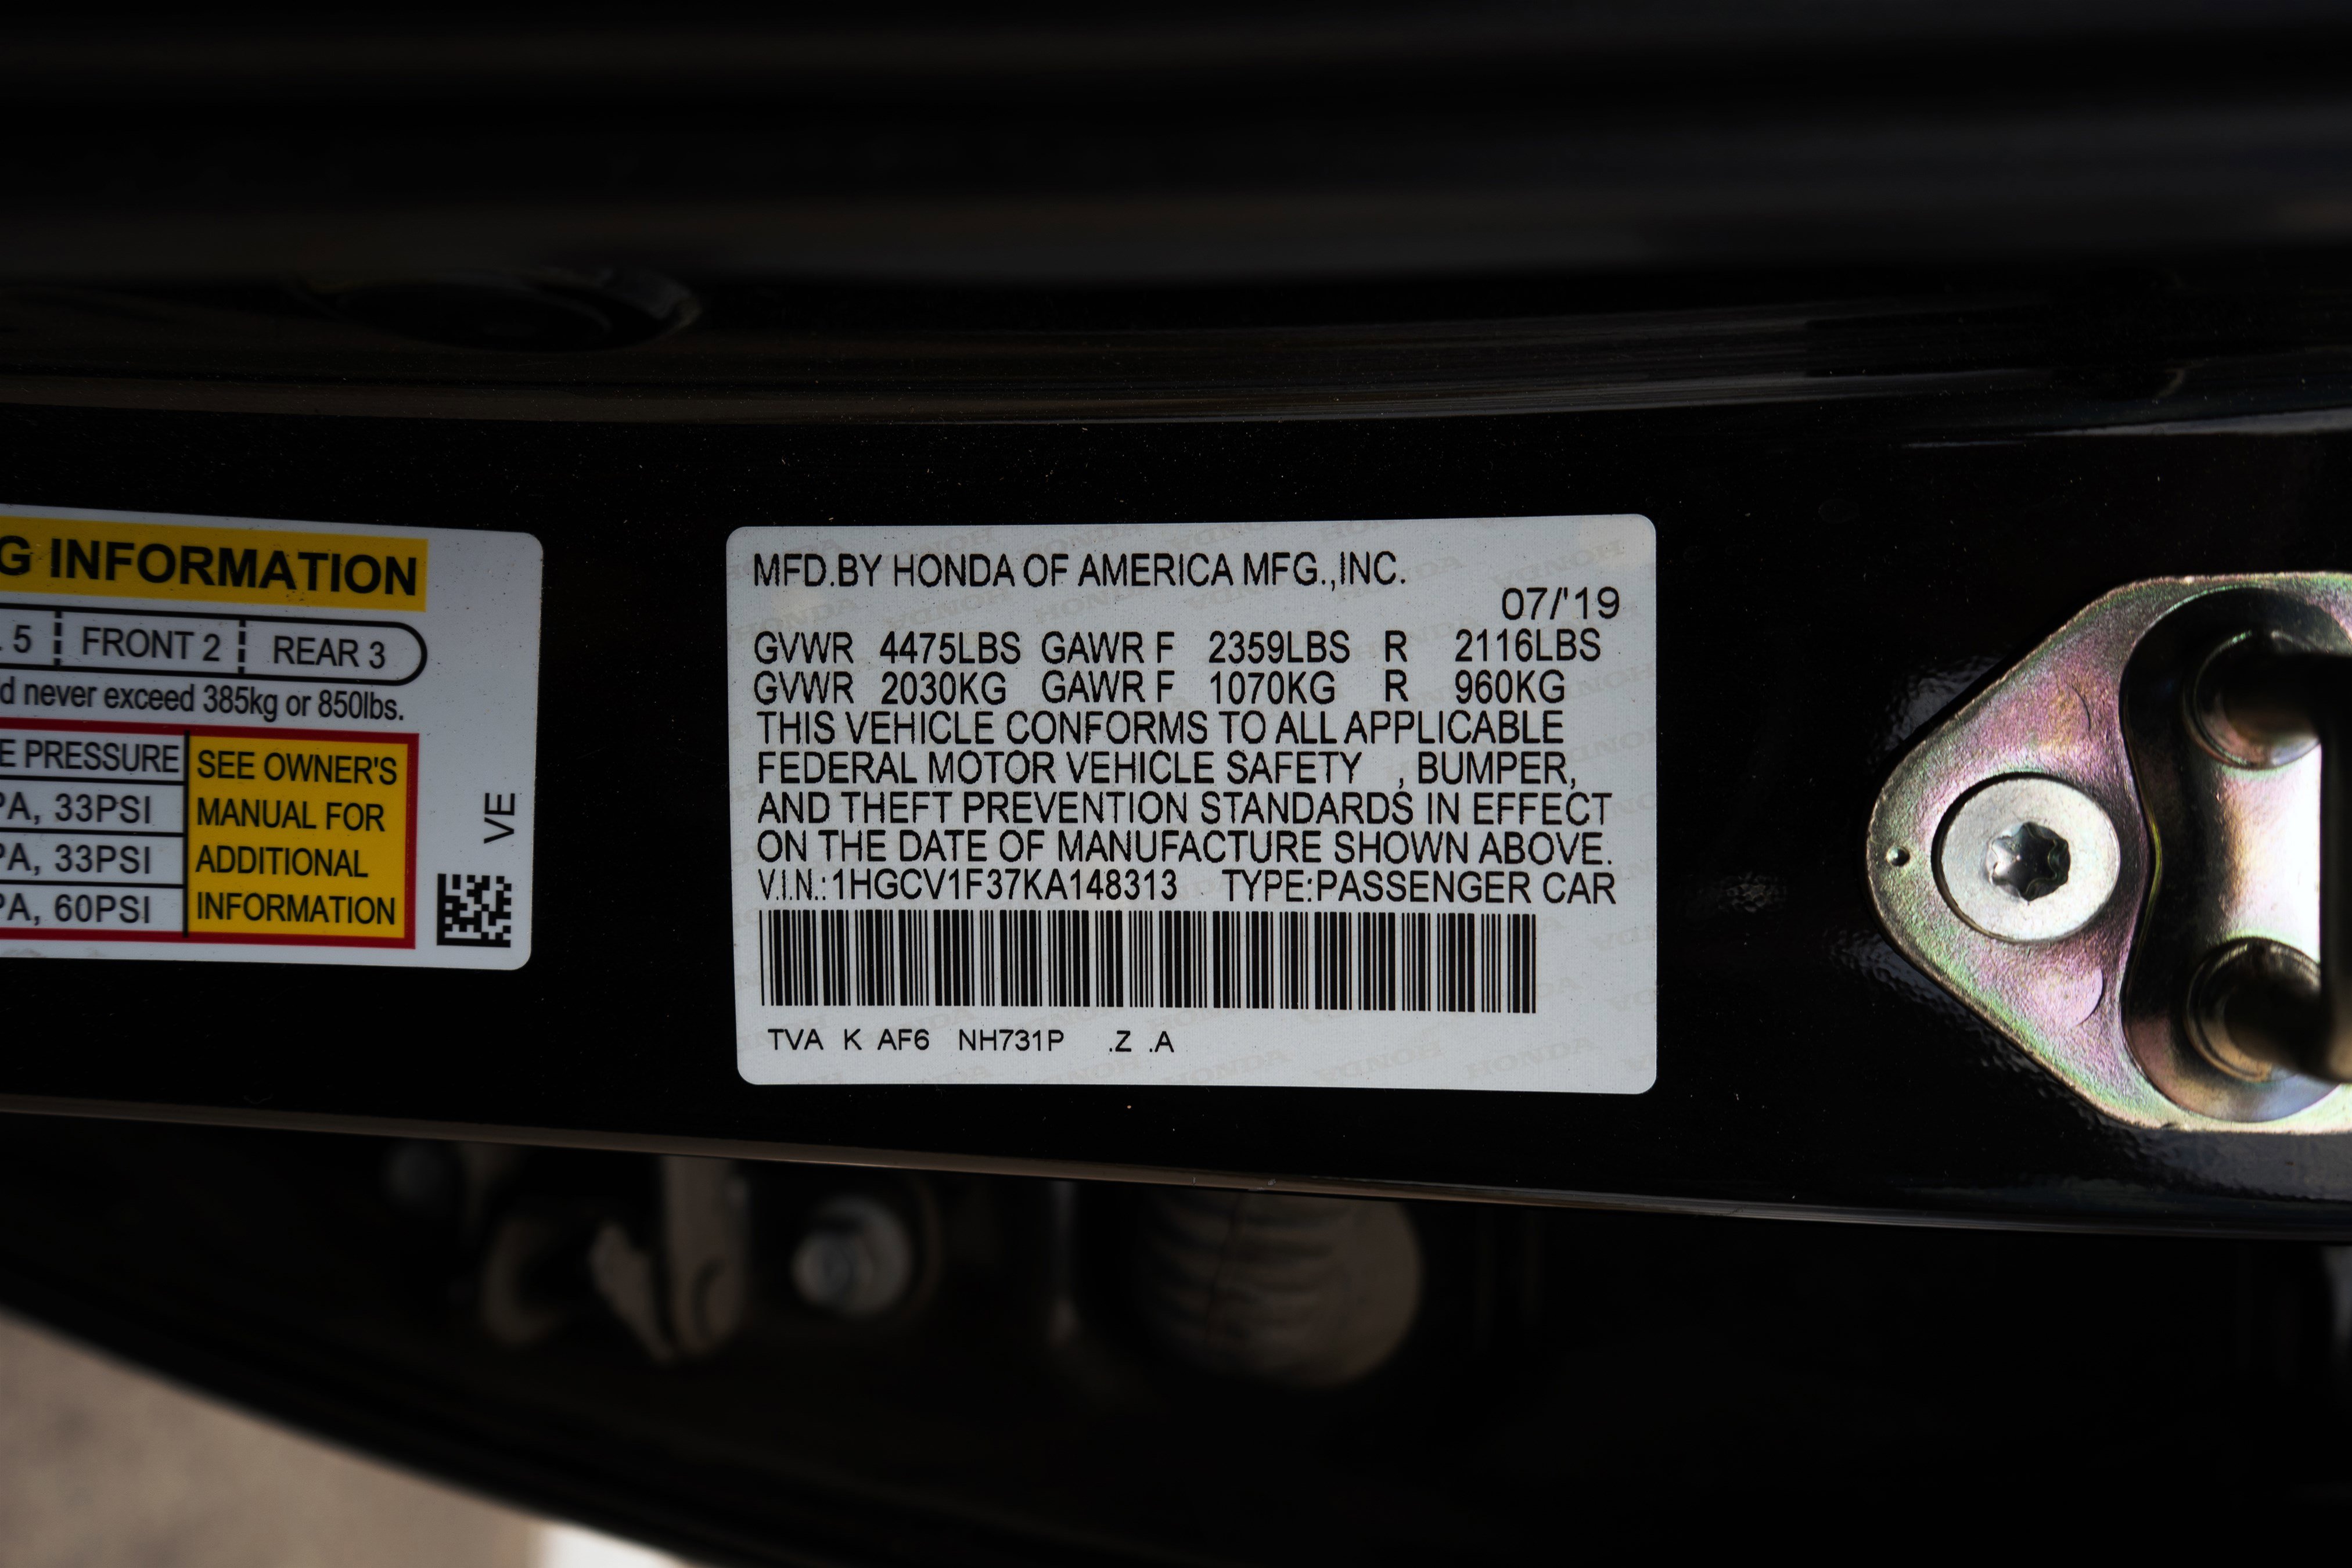 G INFORMATION
5 FRONT 2 REAR 3
never exceed 385kg or 850lbs.
PRESSURE
33PSI
33PSI
60PSI
SEE OWNER'S
MANUAL FOR
ADDITIONAL
INFORMATION
VE
MFD.BY HONDA OF AMERICA MFG.,INC.
07/'19
GVWR 4475LBS GAWR F 2359LBS R 2116LBS
GVWR 2030KG GAWR F 1070KG R 960KG
THIS VEHICLE CONFORMS TO ALL APPLICABLE
FEDERAL MOTOR VEHICLE SAFETY , BUMPER,
AND THEFT PREVENTION STANDARDS IN EFFECT
ON THE DATE OF MANUFACTURE SHOWN ABOVE.
V.I.N.:1HGCV1F37KA148313 TYPE:PASSENGER CAR
TVA K AF6 NH731P .Z .A